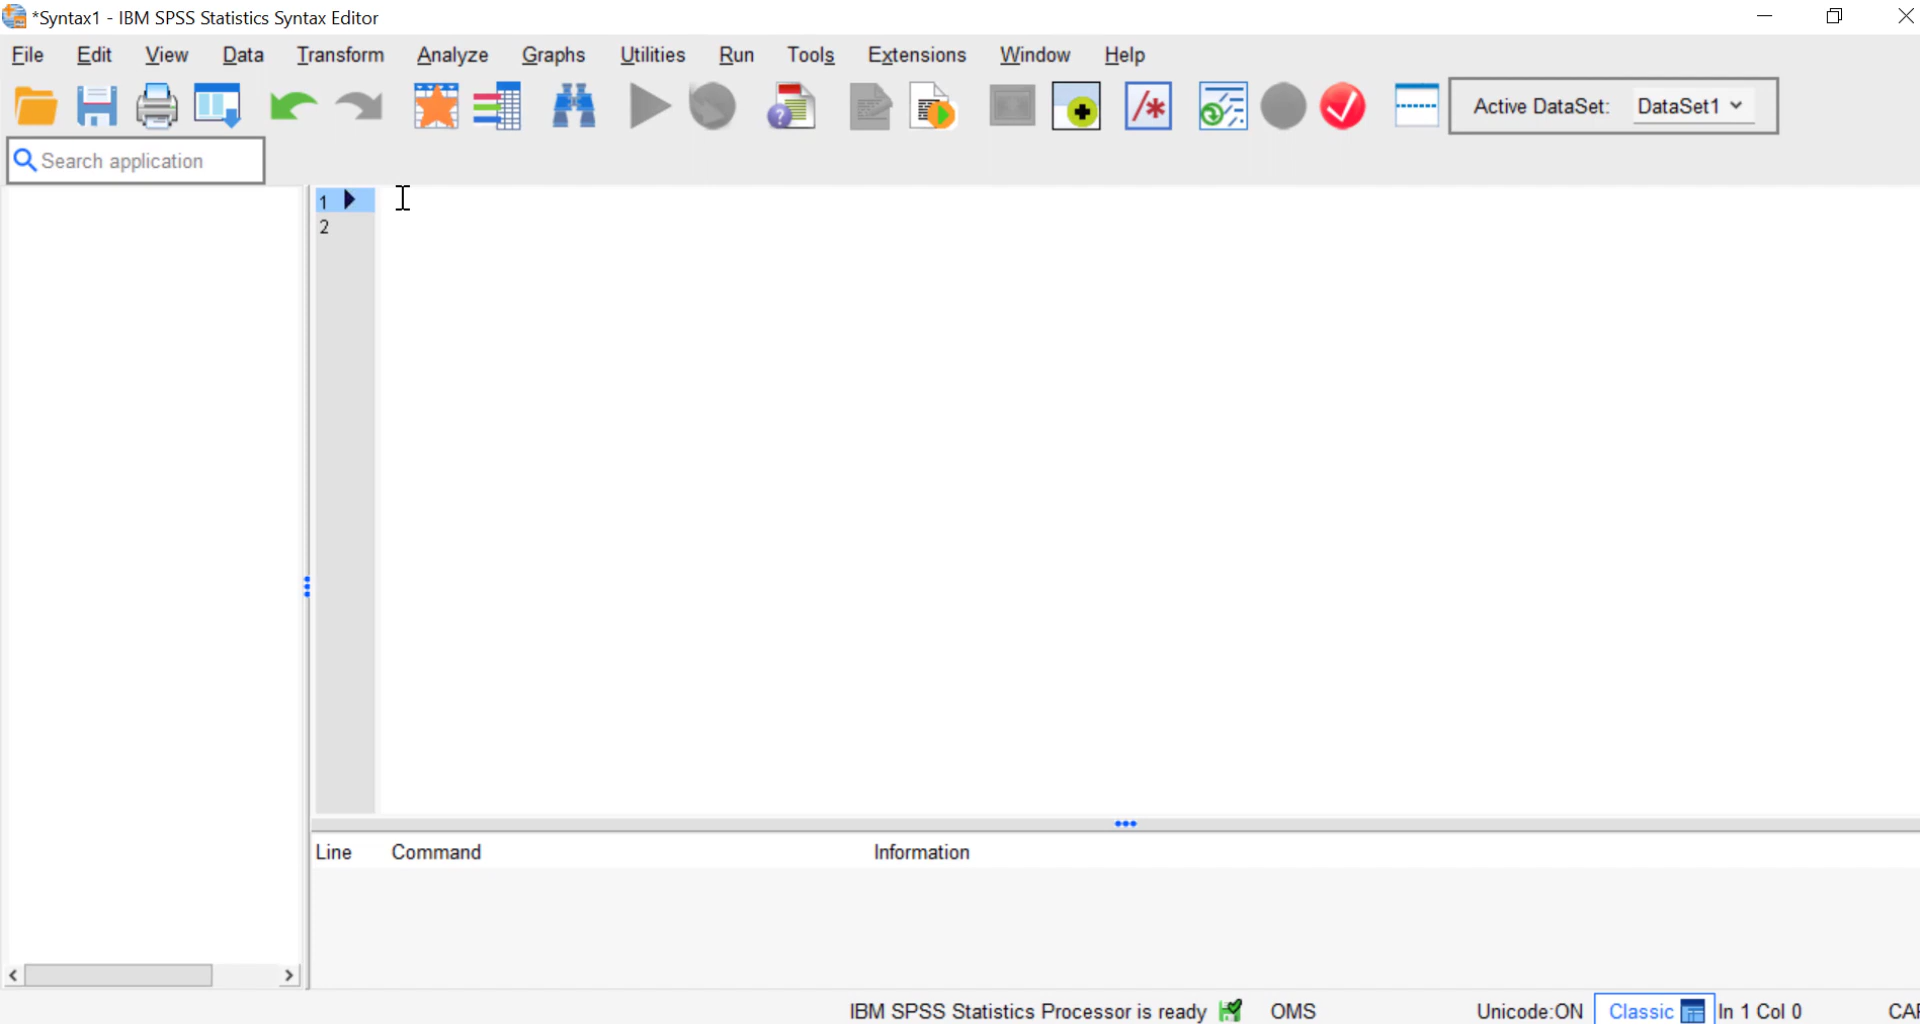 *Syntax1 - IBM SPSS Statistics Syntax Editor
File Edit View Data Transform Analyze Graphs Utilities Run Tools Extensions Window Help
Active DataSet: DataSet1
Search application
1
2
Line Command Information
IBM SPSS Statistics Processor is ready OMS Unicode:ON Classic In 1 Col 0